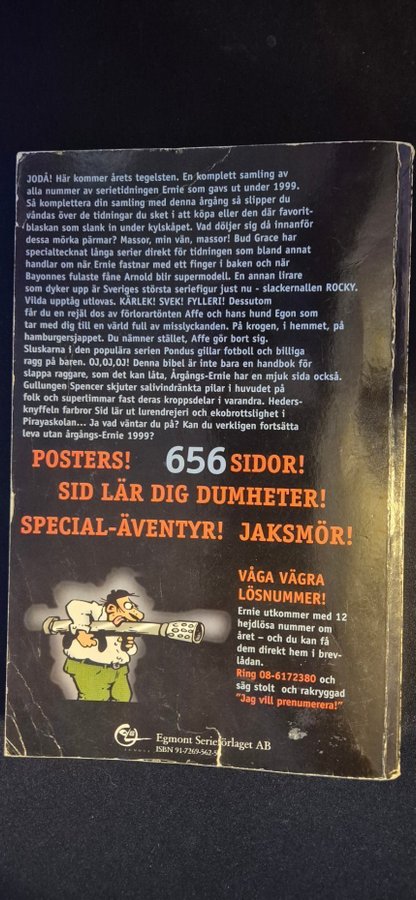 JODÅ! Här kommer årets tegelsten. En komplett samling av
alla nummer av serietidningen Ernie som gavs ut under 1999.
Så komplettera din samling med denna årgång så slipper du
våndas över de tidningar du sket i att köpa eller den där favorit-
blaskan som slank in under kylskåpet. Vad döljer sig då innanför
dessa mörka pärmar? Massor, min vän, massor! Bud Grace har
specialtecknat långa serier direkt för tidningen som bland annat
handlar om när Ernie fastnar med ett finger i baken och när
Bayonnes fulaste fåne Arnold blir supermodell. En annan lirare
som dyker upp är Sveriges största seriefigur just nu - slackernallen ROCKY.
Vilda upptåg utlovas. KÄRLEK! SVEK! FYLLERI! Dessutom
får du en rejäl dos av förlorartönten Affe och hans hund Egon som
tar med dig till en värld full av misslyckanden. På krogen, i hemmet, på
hamburgersjappet. Du nämner stället, Affe gör bort sig.
Sluskarna i den populära serien Pondus gillar fotboll och billiga
ragg på baren. OJ,OJ,OJ! Denna bibel är inte bara en handbok för
slappa raggare, som det kan låta, Årgångs-Ernie har en mjuk sida också.
Gullungen Spencer skjuter salivindränkta pilar i huvudet på
folk och superlimmar fast deras kroppsdelar i varandra. Heders-
knyffeln farbror Sid lär ut lurendrejeri och ekobrottslighet i
Pirayaskolan... Ja vad väntar du på? Kan du verkligen fortsätta
leva utan årgångs-Ernie 1999?
POSTERS! 656 SIDOR!
SID LÄR DIG DUMHETER!
SPECIAL-ÄVENTYR! JAKSMÖR!
VÅGA VÄGRA
LÖSNUMMER!
Ernie utkommer med 12
hejdlösa nummer om
året – och du kan få
dem direkt hem i brev-
lådan.
Ring 08-6172380 och
säg stolt och rakryggad
"Jag vill prenumerera!"
Egmont Serieförlaget AB
ISBN 91-7269-562-